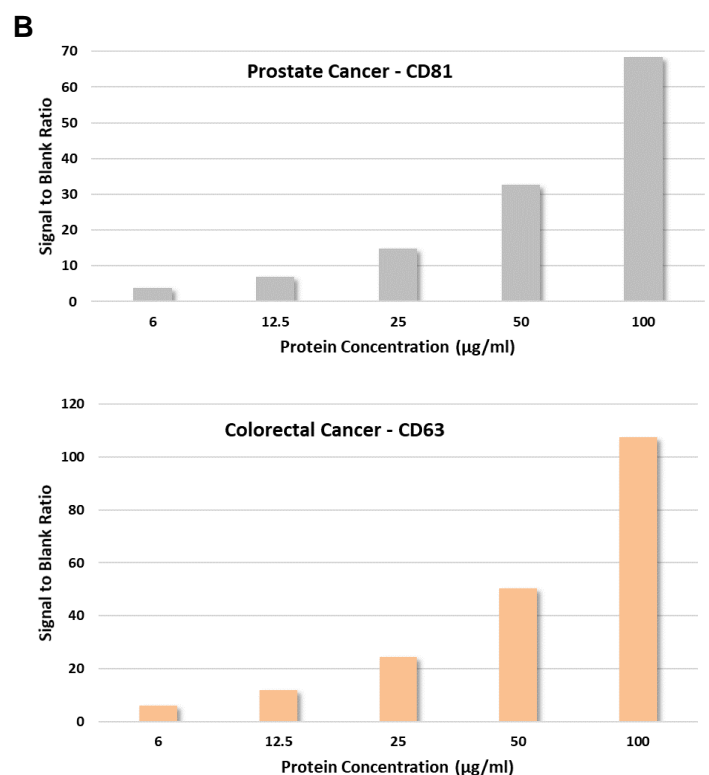 B
70
Prostate Cancer - CD81
60
50
40
30
20
10
0
Signal to Blank Ratio
6 12.5 25 50 100
Protein Concentration (µg/ml)
120
Colorectal Cancer - CD63
100
80
60
40
20
0
Signal to Blank Ratio
6 12.5 25 50 100
Protein Concentration (µg/ml)